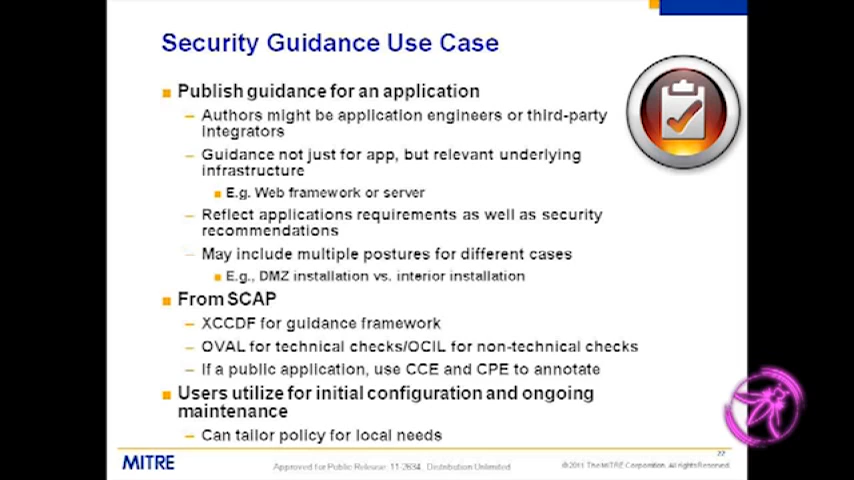 Security Guidance Use Case
Publish guidance for an application
– Authors might be application engineers or third-party
integrators
– Guidance not just for app, but relevant underlying
infrastructure
E.g. Web framework or server
– Reflect applications requirements as well as security
recommendations
– May include multiple postures for different cases
E.g., DMZ installation vs. interior installation
From SCAP
– XCCDF for guidance framework
– OVAL for technical checks/OCIL for non-technical checks
– If a public application, use CCE and CPE to annotate
Users utilize for initial configuration and ongoing
maintenance
– Can tailor policy for local needs
22
MITRE
Approved for Public Release: 11-2634. Distribution Unlimited
© 2011 The MITRE Corporation. All rights Reserved.